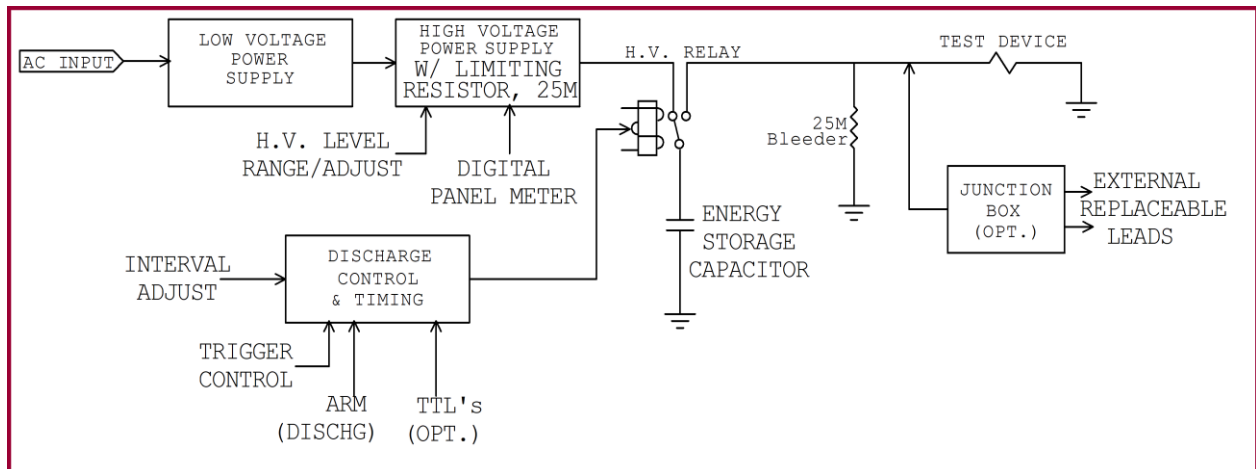 AC INPUT
LOW VOLTAGE
POWER
SUPPLY
HIGH VOLTAGE
POWER SUPPLY
W/ LIMITING
RESISTOR, 25M
H.V. RELAY
TEST DEVICE
H.V. LEVEL
RANGE/ADJUST
DIGITAL
PANEL METER
25M
Bleeder
ENERGY
STORAGE
CAPACITOR
JUNCTION
BOX
(OPT.)
EXTERNAL
REPLACEABLE
LEADS
INTERVAL
ADJUST
DISCHARGE
CONTROL
& TIMING
TRIGGER
CONTROL
ARM
(DISCHG)
TTL's
(OPT.)